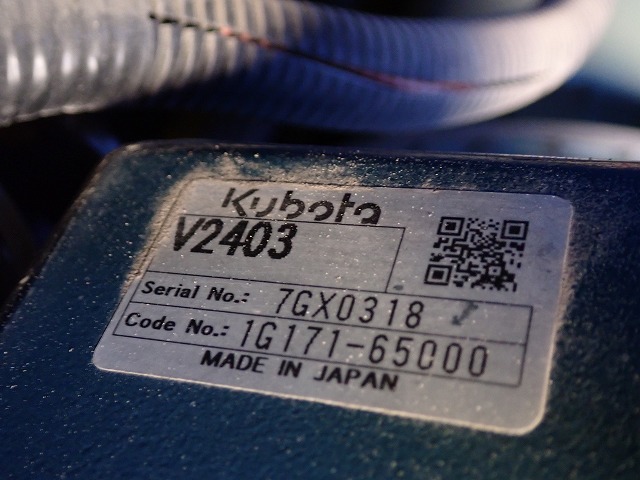 Kubota
V2403
Serial No.: 7GX0318
Code No.: 1G171-65000
MADE IN JAPAN